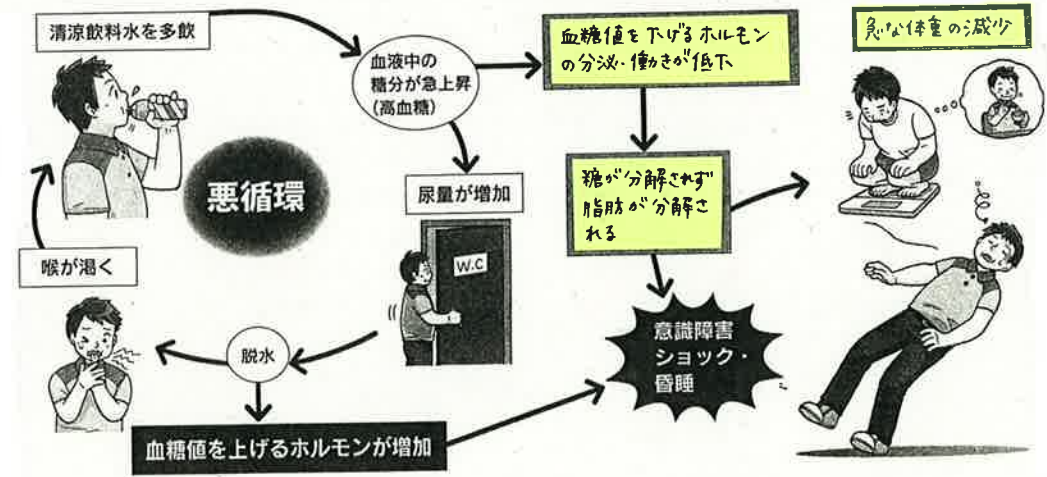 清涼飲料水を多飲
血液中の
糖分が急上昇
(高血糖)
血糖値を下げるホルモン
の分泌・働きが低下
急な体重の減少
悪循環
尿量が増加
W.C
糖が分解されず
脂肪が分解さ
れる
喉が渇く
脱水
意識障害
ショック・
昏睡
血糖値を上げるホルモンが増加